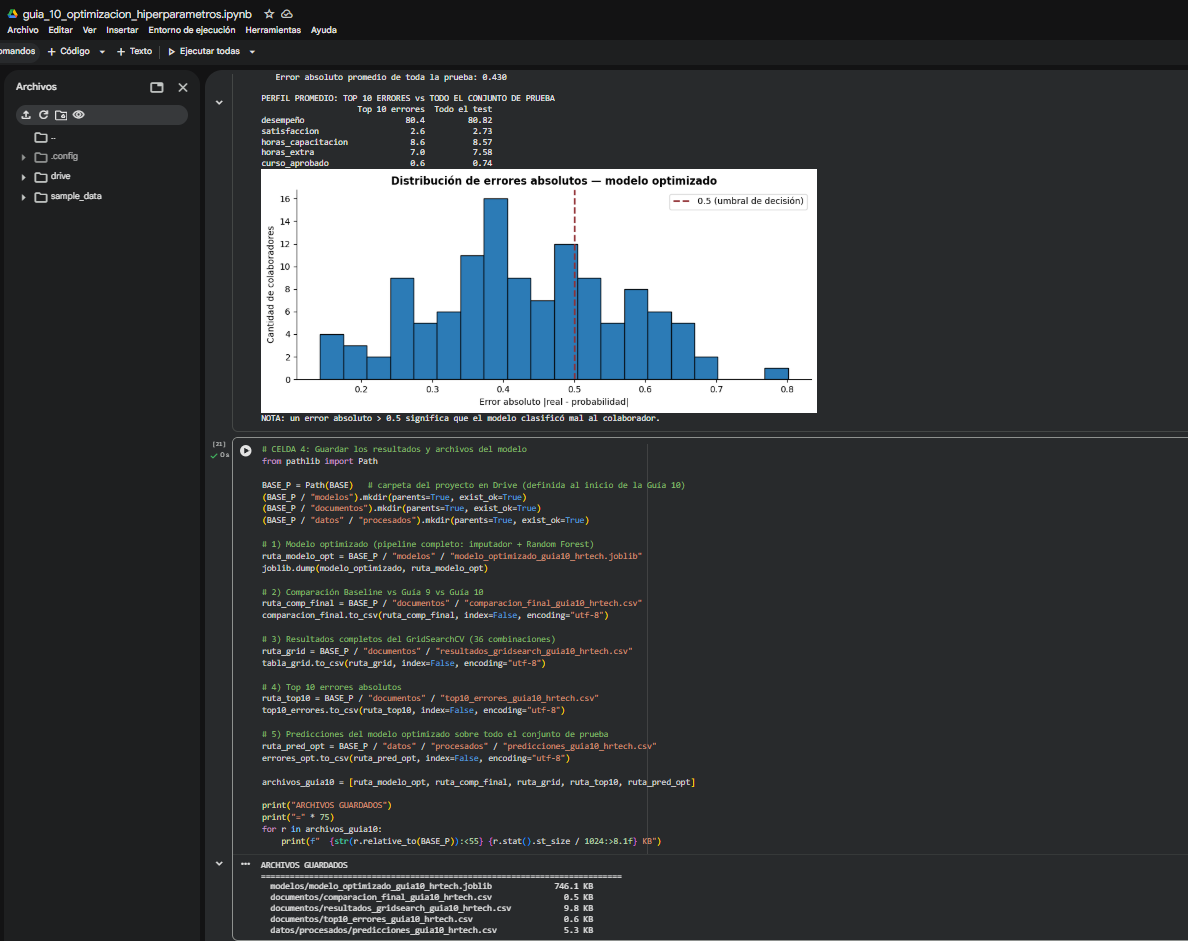 guia_10_optimizacion_hiperparametros.ipynb
Archivo Editar Ver Insertar Entorno de ejecución Herramientas Ayuda
omandos + Código + Texto Ejecutar todas
Archivos
..
.config
drive
sample_data
Error absoluto promedio de toda la prueba: 0.430
PERFIL PROMEDIO: TOP 10 ERRORES vs TODO EL CONJUNTO DE PRUEBA
Top 10 errores Todo el test
desempeño 80.4 80.82
satisfaccion 2.6 2.73
horas_capacitacion 8.6 8.57
horas_extra 7.0 7.58
curso_aprobado 0.6 0.74
Distribución de errores absolutos — modelo optimizado
0.5 (umbral de decisión)
Cantidad de colaboradores
16
14
12
10
8
6
4
2
0
0.2 0.3 0.4 0.5 0.6 0.7 0.8
Error absoluto |real - probabilidad|
NOTA: un error absoluto > 0.5 significa que el modelo clasificó mal al colaborador.
[21]
0 s
# CELDA 4: Guardar los resultados y archivos del modelo
from pathlib import Path
BASE_P = Path(BASE) # carpeta del proyecto en Drive (definida al inicio de la Guía 10)
(BASE_P / "modelos").mkdir(parents=True, exist_ok=True)
(BASE_P / "documentos").mkdir(parents=True, exist_ok=True)
(BASE_P / "datos" / "procesados").mkdir(parents=True, exist_ok=True)
# 1) Modelo optimizado (pipeline completo: imputador + Random Forest)
ruta_modelo_opt = BASE_P / "modelos" / "modelo_optimizado_guia10_hrtech.joblib"
joblib.dump(modelo_optimizado, ruta_modelo_opt)
# 2) Comparación Baseline vs Guía 9 vs Guía 10
ruta_comp_final = BASE_P / "documentos" / "comparacion_final_guia10_hrtech.csv"
comparacion_final.to_csv(ruta_comp_final, index=False, encoding="utf-8")
# 3) Resultados completos del GridSearchCV (36 combinaciones)
ruta_grid = BASE_P / "documentos" / "resultados_gridsearch_guia10_hrtech.csv"
tabla_grid.to_csv(ruta_grid, index=False, encoding="utf-8")
# 4) Top 10 errores absolutos
ruta_top10 = BASE_P / "documentos" / "top10_errores_guia10_hrtech.csv"
top10_errores.to_csv(ruta_top10, index=False, encoding="utf-8")
# 5) Predicciones del modelo optimizado sobre todo el conjunto de prueba
ruta_pred_opt = BASE_P / "datos" / "procesados" / "predicciones_guia10_hrtech.csv"
errores_opt.to_csv(ruta_pred_opt, index=False, encoding="utf-8")
archivos_guia10 = [ruta_modelo_opt, ruta_comp_final, ruta_grid, ruta_top10, ruta_pred_opt]
print("ARCHIVOS GUARDADOS")
print("=" * 75)
for r in archivos_guia10:
print(f" {str(r.relative_to(BASE_P)):<55} {r.stat().st_size / 1024:>8.1f} KB")
ARCHIVOS GUARDADOS
===========================================================================
modelos/modelo_optimizado_guia10_hrtech.joblib 746.1 KB
documentos/comparacion_final_guia10_hrtech.csv 0.5 KB
documentos/resultados_gridsearch_guia10_hrtech.csv 9.8 KB
documentos/top10_errores_guia10_hrtech.csv 0.6 KB
datos/procesados/predicciones_guia10_hrtech.csv 5.3 KB